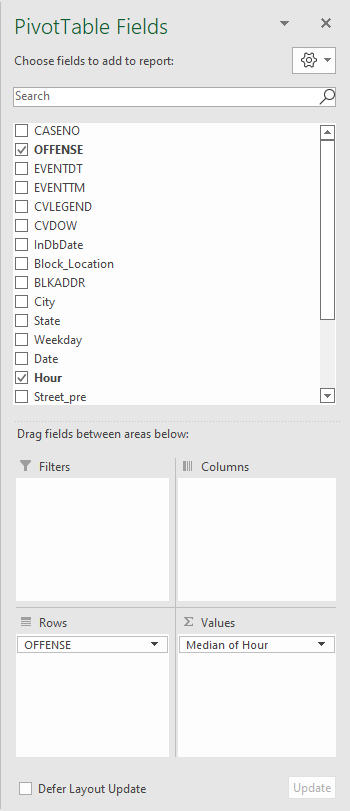 PivotTable Fields
Choose fields to add to report:
Search
CASENO
OFFENSE
EVENTDT
EVENTTM
CVLEGEND
CVDOW
InDbDate
Block_Location
BLKADDR
City
State
Weekday
Date
Hour
Street_pre
Drag fields between areas below:
Filters
Columns
Rows
Σ Values
OFFENSE
Median of Hour
Defer Layout Update
Update